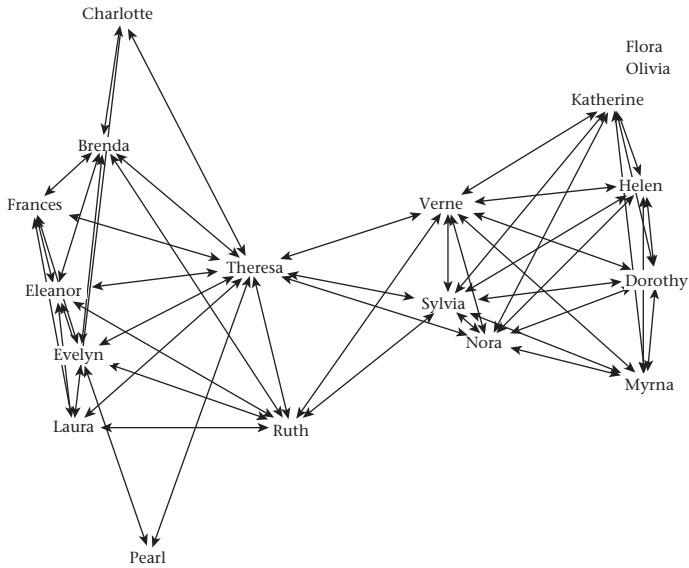 Charlotte
Flora
Olivia
Katherine
Brenda
Helen
Frances
Verne
Theresa
Dorothy
Eleanor
Sylvia
Nora
Evelyn
Myrna
Laura
Ruth
Pearl